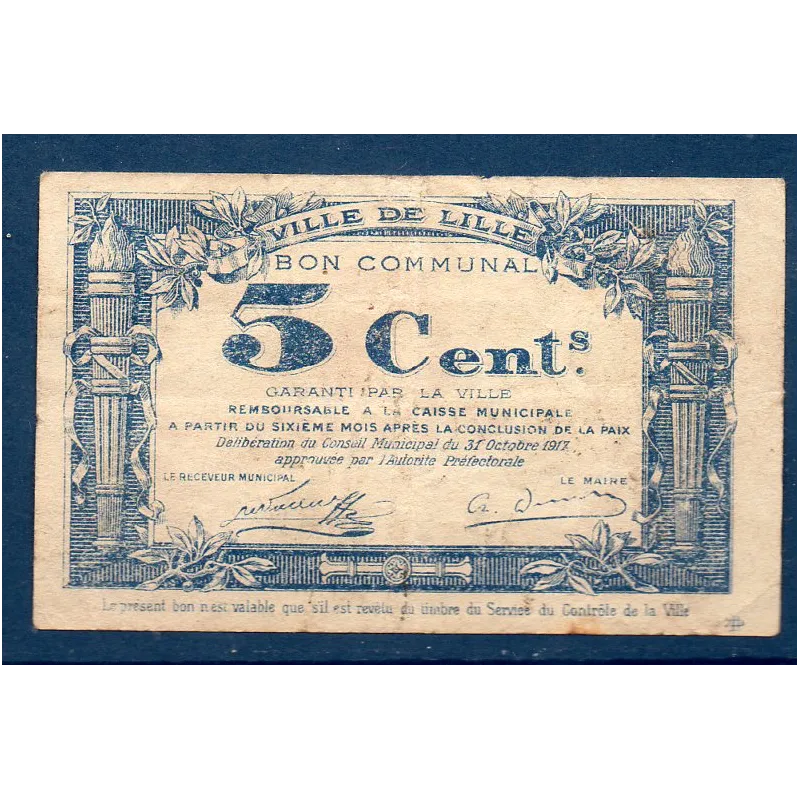 VILLE DE LILLE
BON COMMUNAL
5 Cent.s
GARANTI PAR LA VILLE
REMBOURSABLE A LA CAISSE MUNICIPALE
A PARTIR DU SIXIÈME MOIS APRÈS LA CONCLUSION DE LA PAIX
Délibération du Conseil Municipal du 31 Octobre 1917
approuvée par l'Autorité Préfectorale
LE RECEVEUR MUNICIPAL
LE MAIRE
Le présent bon n'est valable que s'il est revêtu du timbre du Service du Contrôle de la Ville